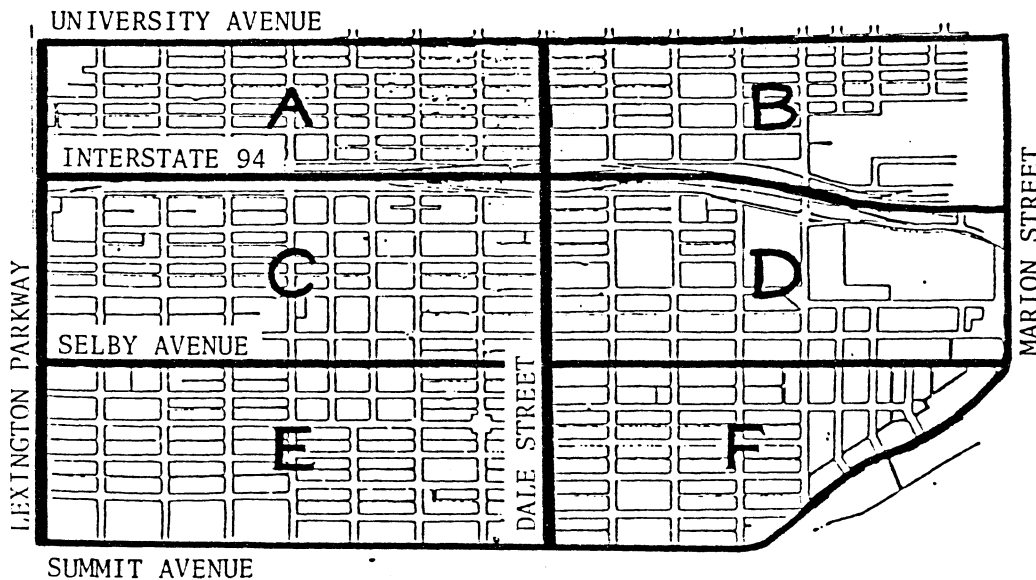 UNIVERSITY AVENUE
A
B
INTERSTATE 94
MARION STREET
LEXINGTON PARKWAY
C
D
SELBY AVENUE
DALE STREET
E
F
SUMMIT AVENUE